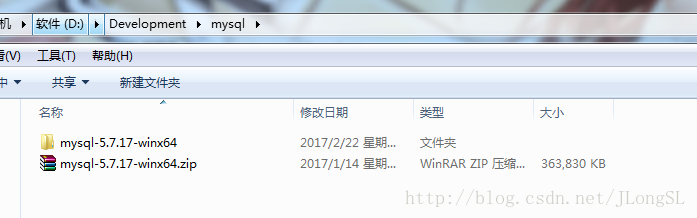 机 软件 (D:) Development mysql
看(V) 工具(T) 帮助(H)
中 共享 新建文件夹
名称 修改日期 类型 大小
mysql-5.7.17-winx64 2017/2/22 星期... 文件夹
mysql-5.7.17-winx64.zip 2017/1/14 星期... WinRAR ZIP 压缩... 363,830 KB
http://blog.csdn.net/JLongSL